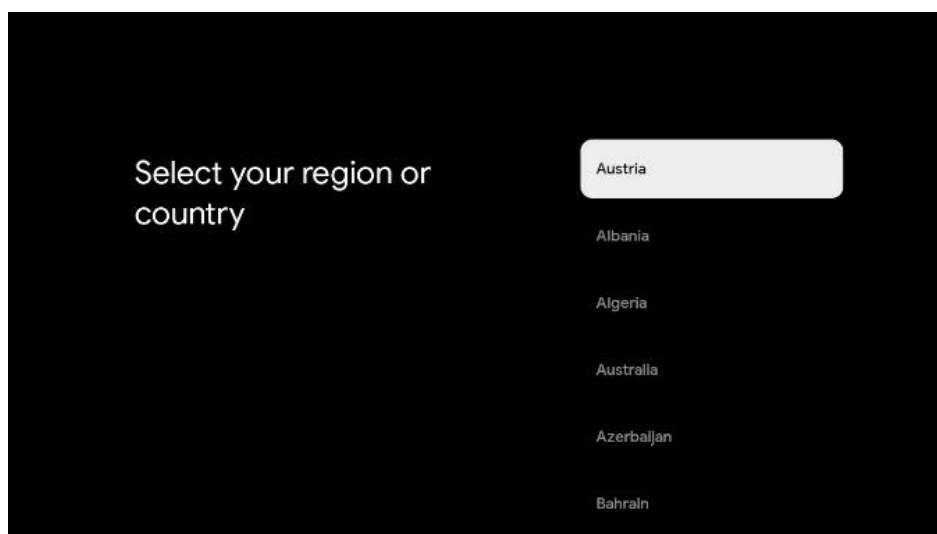 Select your region or
country
Austria
Albania
Algeria
Australia
Azerbaijan
Bahrain